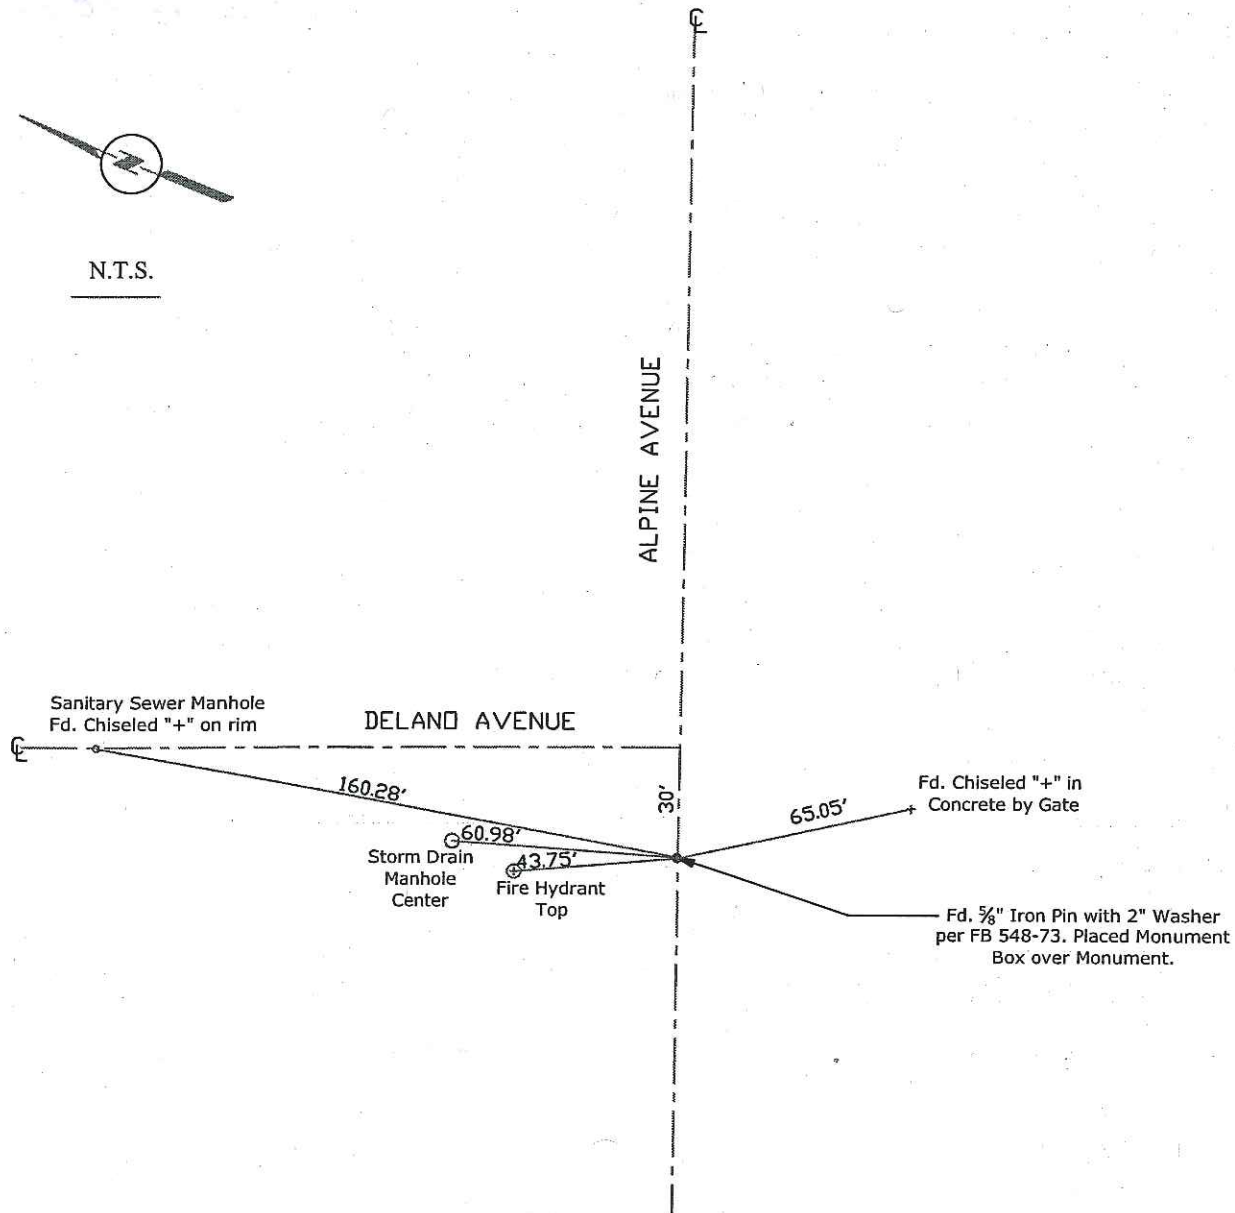 ℄
N
N.T.S.
ALPINE AVENUE
Sanitary Sewer Manhole
Fd. Chiseled "+" on rim
DELANO AVENUE
℄
160.28'
30'
65.05'
Fd. Chiseled "+" in
Concrete by Gate
60.98'
Storm Drain
Manhole
Center
43.75'
Fire Hydrant
Top
Fd. ⅝" Iron Pin with 2" Washer
per FB 548-73. Placed Monument
Box over Monument.